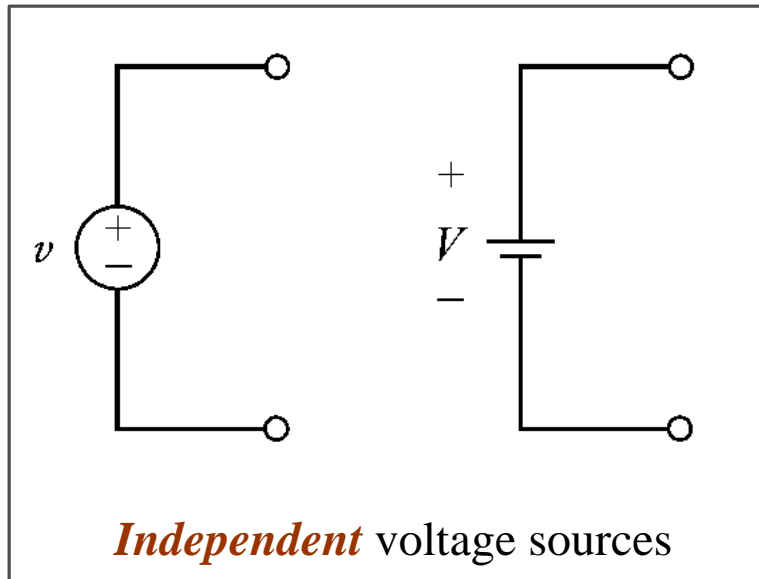 +
v
−
+
V
−
Independent voltage sources